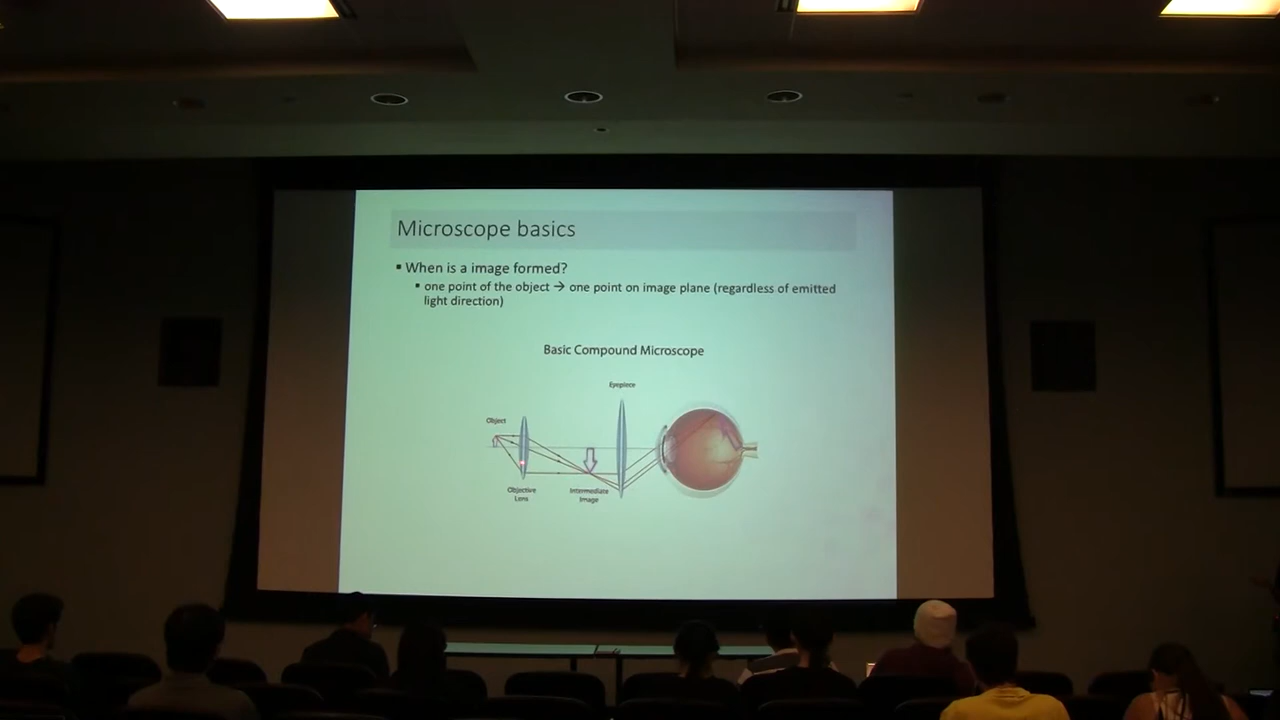 Microscope basics
▪ When is a image formed?
▪ one point of the object → one point on image plane (regardless of emitted
light direction)
Basic Compound Microscope
Eyepiece
Object
Objective
Lens
Intermediate
Image